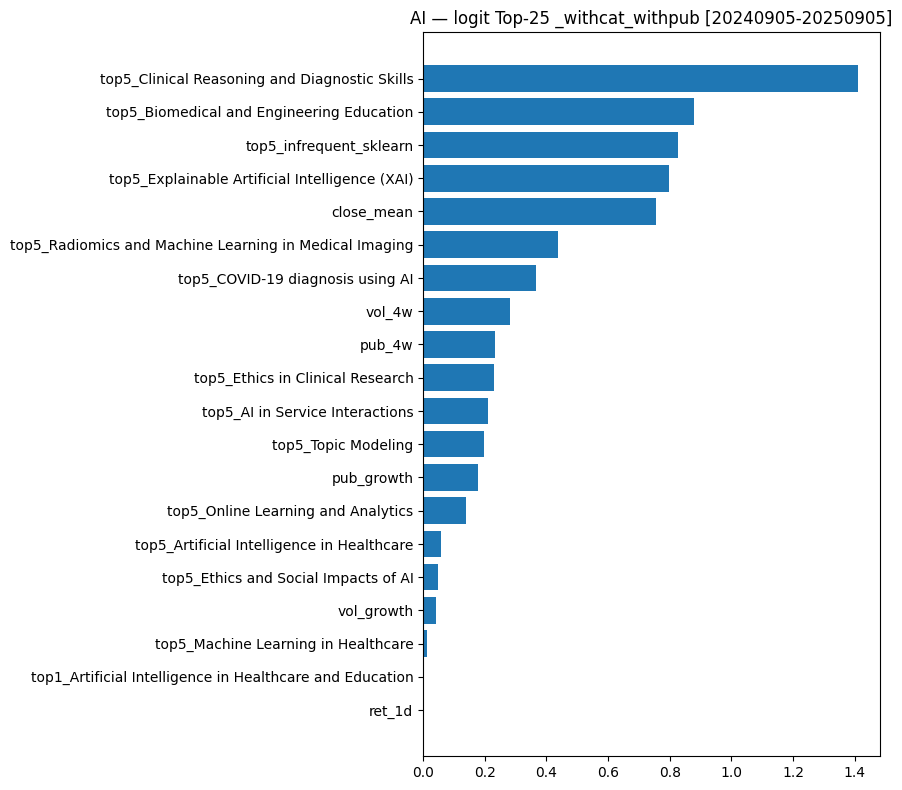 AI — logit Top-25 _withcat_withpub [20240905-20250905]
top5_Clinical Reasoning and Diagnostic Skills
top5_Biomedical and Engineering Education
top5_infrequent_sklearn
top5_Explainable Artificial Intelligence (XAI)
close_mean
top5_Radiomics and Machine Learning in Medical Imaging
top5_COVID-19 diagnosis using AI
vol_4w
pub_4w
top5_Ethics in Clinical Research
top5_AI in Service Interactions
top5_Topic Modeling
pub_growth
top5_Online Learning and Analytics
top5_Artificial Intelligence in Healthcare
top5_Ethics and Social Impacts of AI
vol_growth
top5_Machine Learning in Healthcare
top1_Artificial Intelligence in Healthcare and Education
ret_1d
0.0 0.2 0.4 0.6 0.8 1.0 1.2 1.4